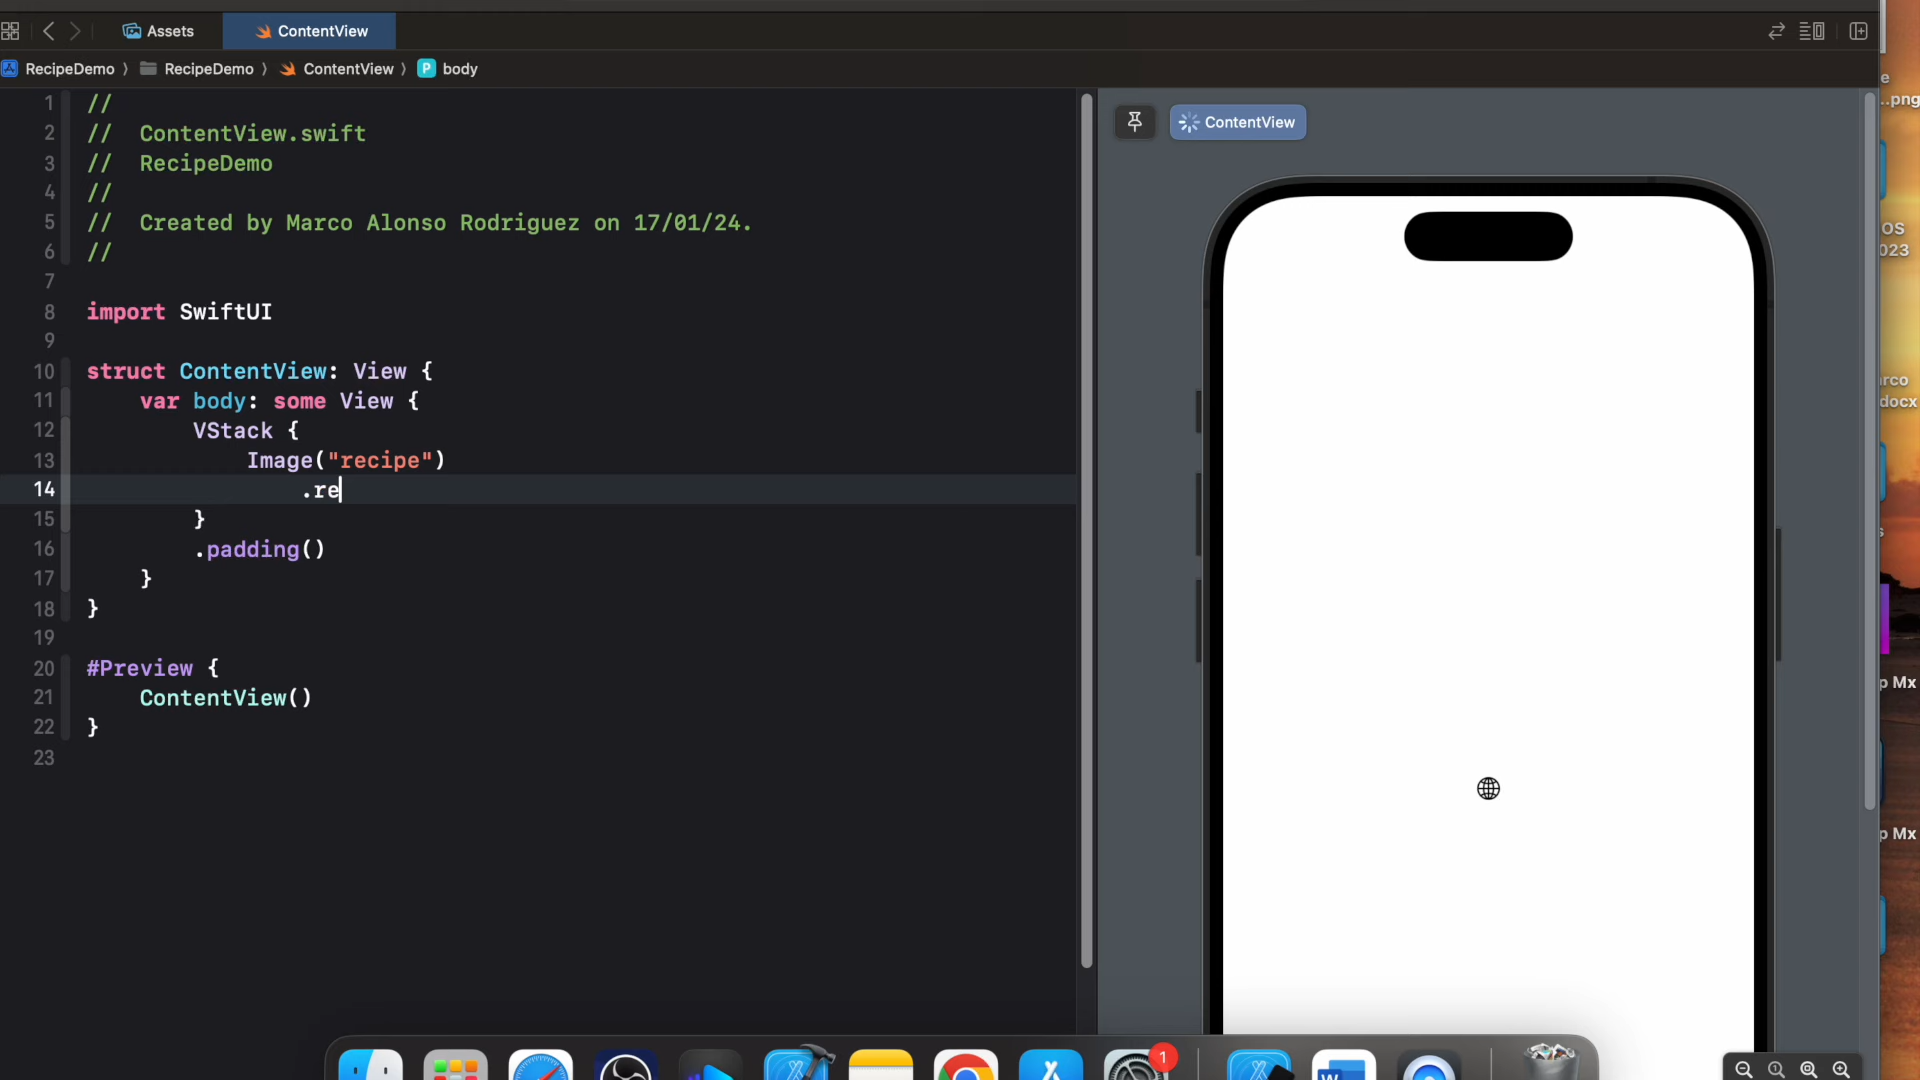 Assets
ContentView
RecipeDemo 〉 RecipeDemo 〉 ContentView 〉 P body
1 //
2 //  ContentView.swift
3 //  RecipeDemo
4 //
5 //  Created by Marco Alonso Rodriguez on 17/01/24.
6 //
7
8 import SwiftUI
9
10 struct ContentView: View {
11     var body: some View {
12         VStack {
13             Image("recipe")
14                 .re
15         }
16         .padding()
17     }
18 }
19
20 #Preview {
21     ContentView()
22 }
23
ContentView
e
...png
OS
023
rco
docx
s
p Mx
p Mx
1
W